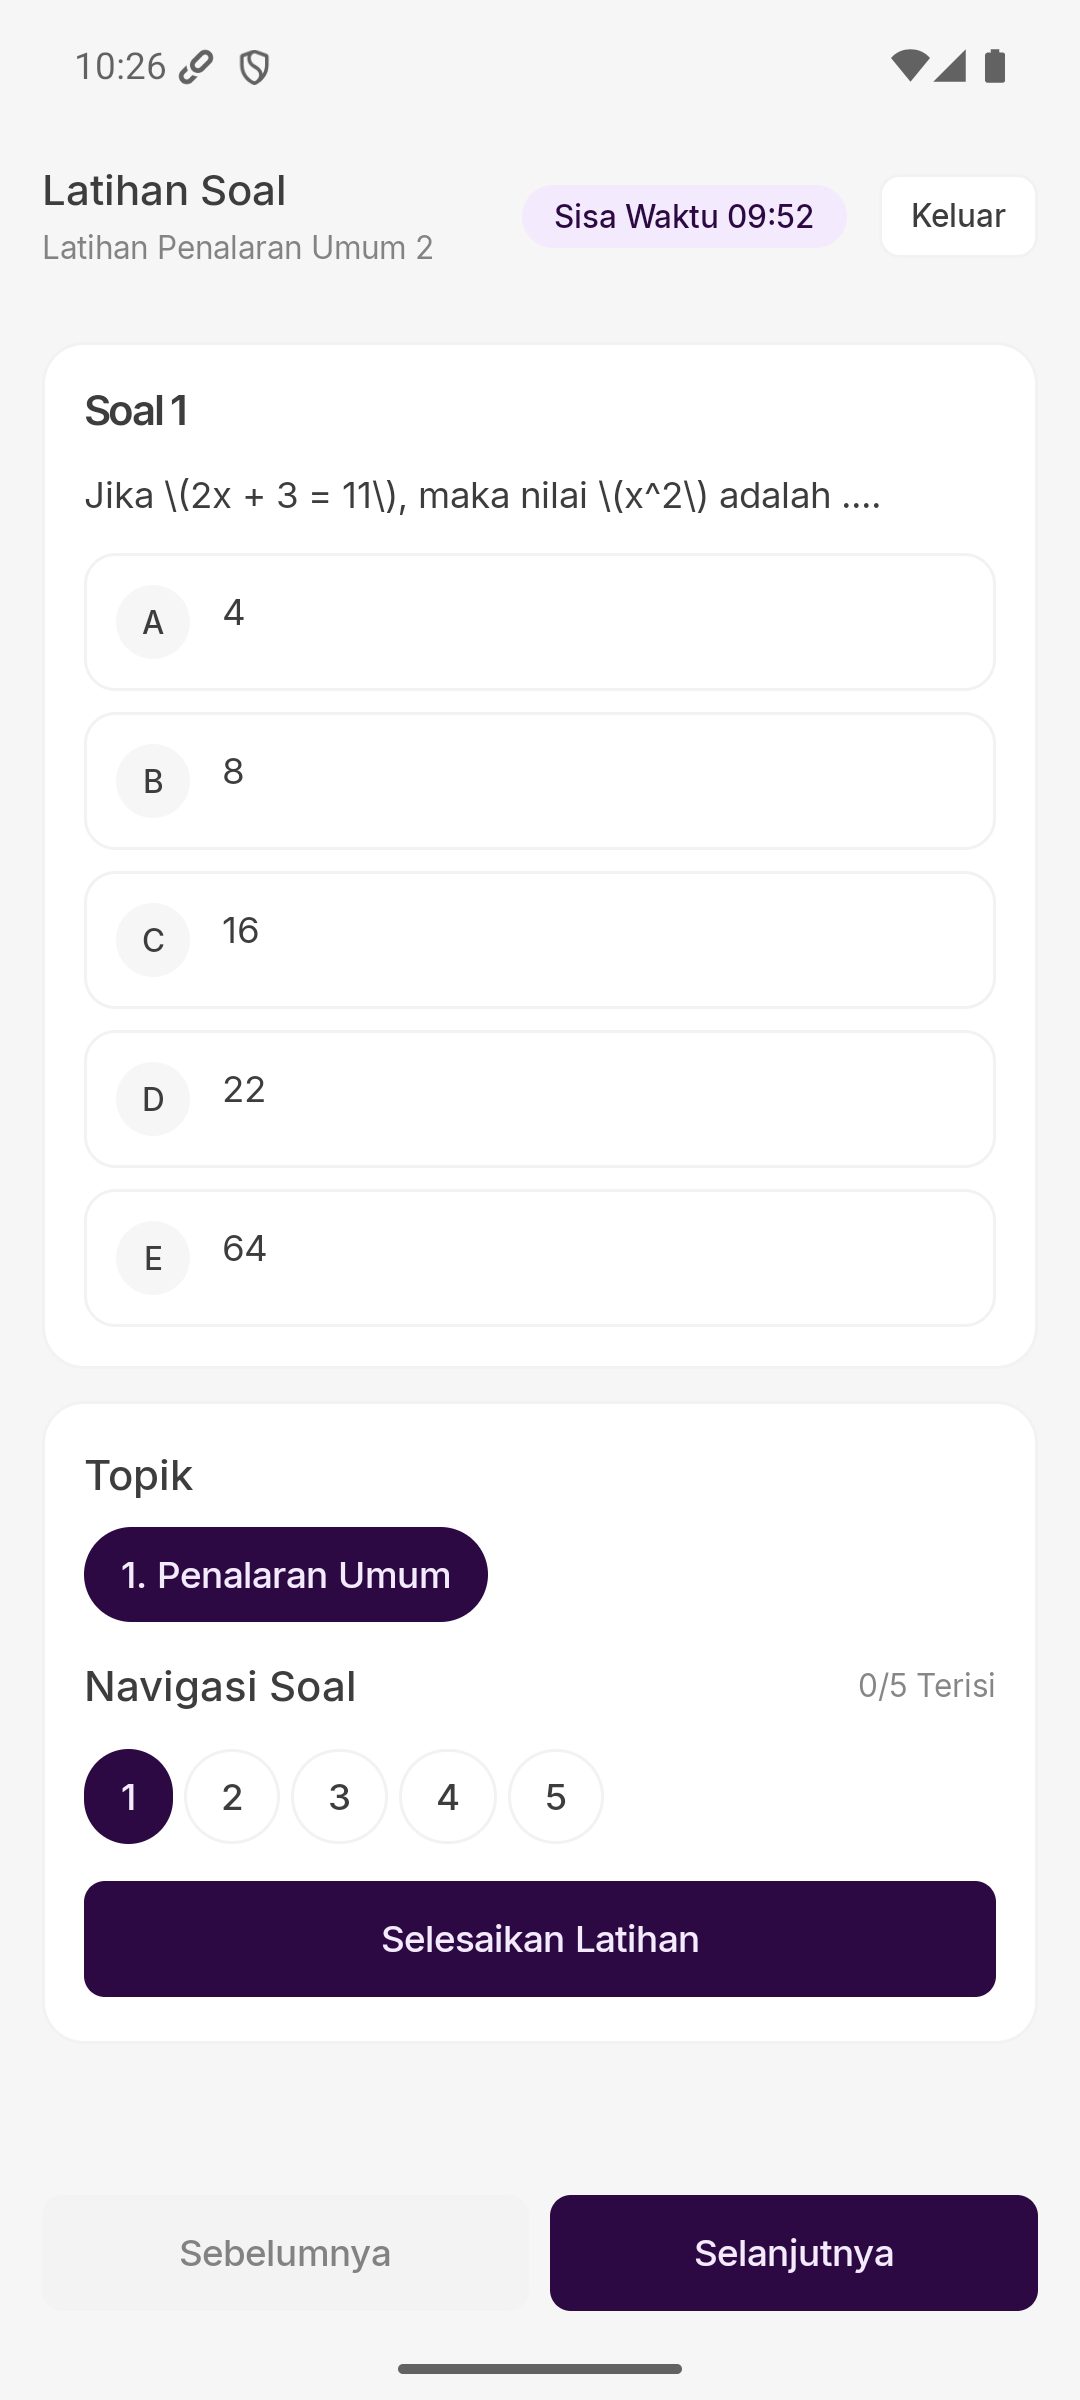 10:26
Latihan Soal
Latihan Penalaran Umum 2
Sisa Waktu 09:52
Keluar
Soal 1
Jika \(2x + 3 = 11\), maka nilai \(x^2\) adalah ....
A 4
B 8
C 16
D 22
E 64
Topik
1. Penalaran Umum
Navigasi Soal
0/5 Terisi
1 2 3 4 5
Selesaikan Latihan
Sebelumnya
Selanjutnya